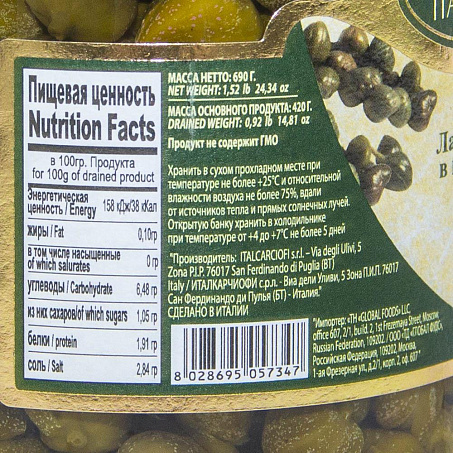 ПА
Пищевая ценность
Nutrition Facts
в 100гр. Продукта
for 100g of drained product
Энергетическая
ценность / Energy 158 кДж/38 кКал
жиры / Fat 0,10гр
в том числе насыщенные
of which saturates 0 гр
углеводы / Carbohydrate 6,48 гр
из них сахаров/of which sugars 1,05 гр
белки / protein 1,91 гр
соль / Salt 2,84 гр
МАССА НЕТТО: 690 Г.
NET WEIGHT: 1,52 lb 24,34 oz
МАССА ОСНОВНОГО ПРОДУКТА: 420 Г.
DRAINED WEIGHT: 0,92 lb 14,81 oz
Продукт не содержит ГМО
Хранить в сухом прохладном месте при
температуре не более +25°C и относительной
влажности воздуха не более 75%, вдали
от источников тепла и прямых солнечных лучей.
Открытую банку хранить в холодильнике
при температуре от +4 до +7°C не более 5 дней
*Производитель: ITALCARCIOFI s.r.l. – Via degli Ulivi, 5
Zona P.I.P. 76017 San Ferdinando di Puglia (BT)
Italy / ИТАЛКАРЧИОФИ с.р.л. - Виа дели Уливи, 5 Зона П.И.П. 76017
Сан Фердинандо ди Пулья (БТ) - Италия."
СДЕЛАНО В ИТАЛИИ
8 028695 057347
"Импортер: «TH «GLOBAL FOODS» LLC.
office 607, 2/1, build. 2, 1st Frezernaya Street, Moscow,
Russian Federation, 109202 / ООО «ТД «ГЛОБАЛ ФУДС»,
Российская Федерация, 109202, Москва,
1-ая Фрезерная ул., д.2/1, корп. 2, оф. 607"
Ла
в